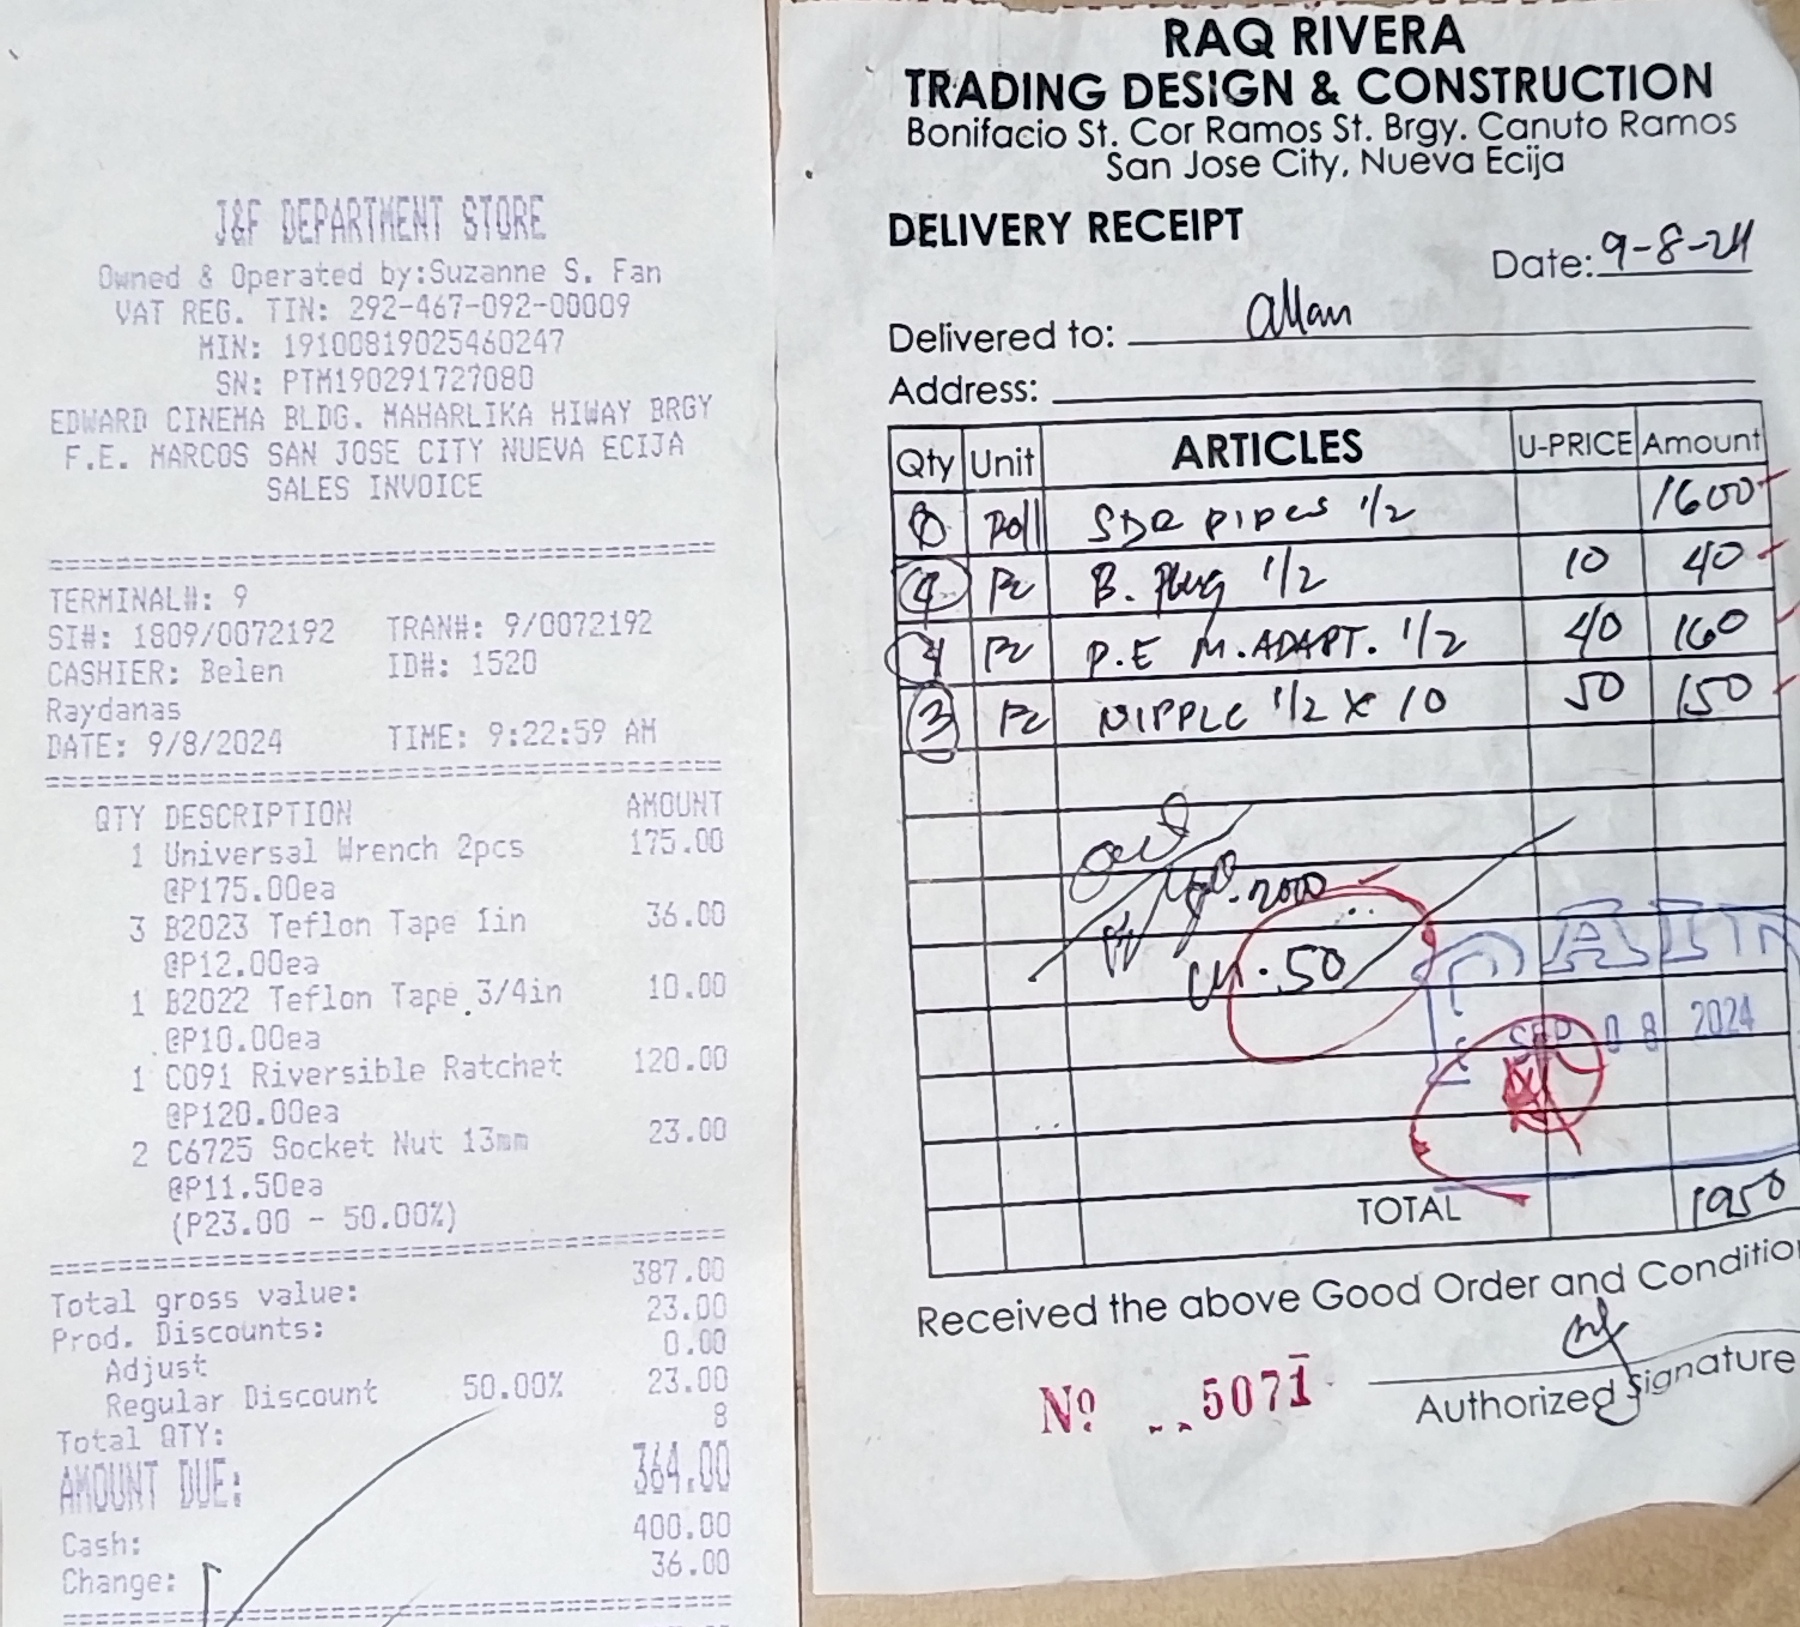 J&F DEPARTMENT STORE
Owned & Operated by:Suzanne S. Fan
VAT REG. TIN: 292-467-092-00009
MIN: 19100819025460247
SN: PTM190291727080
EDWARD CINEMA BLDG. MAHARLIKA HIWAY BRGY
F.E. MARCOS SAN JOSE CITY NUEVA ECIJA
SALES INVOICE
TERMINAL#: 9
SI#: 1809/0072192 TRAN#: 9/0072192
CASHIER: Belen ID#: 1520
Raydanas
DATE: 9/8/2024 TIME: 9:22:59 AM
QTY DESCRIPTION AMOUNT
1 Universal Wrench 2pcs 175.00
@P175.00ea
3 B2023 Teflon Tape 1in 36.00
@P12.00ea
1 B2022 Teflon Tape 3/4in 10.00
@P10.00ea
1 C091 Riversible Ratchet 120.00
@P120.00ea
2 C6725 Socket Nut 13mm 23.00
@P11.50ea
(P23.00 - 50.00%)
Total gross value: 387.00
Prod. Discounts: 23.00
Adjust 0.00
Regular Discount 50.00% 23.00
Total QTY: 8
AMOUNT DUE: 364.00
Cash: 400.00
Change: 36.00
RAQ RIVERA
TRADING DESIGN & CONSTRUCTION
Bonifacio St. Cor Ramos St. Brgy. Canuto Ramos
San Jose City, Nueva Ecija
DELIVERY RECEIPT
Date: 9-8-24
Delivered to: Allan
Address:
Qty Unit ARTICLES U-PRICE Amount
Roll SDR PIPES 1/2 1600
4 Pc B. Plug 1/2 10 40
4 Pc P.E M.ADAPT. 1/2 40 160
3 Pc NIPPLE 1/2 X 10 50 150
2000
50
SEP 08 2024
TOTAL 1950
Received the above Good Order and Condition
Nº 5071
Authorized Signature